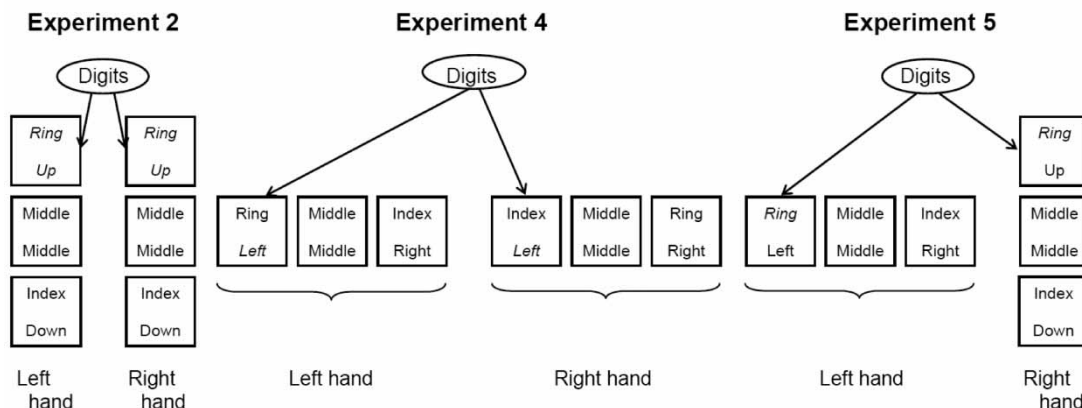 Experiment 2
Digits
Ring
Up
Ring
Up
Middle
Middle
Middle
Middle
Index
Down
Index
Down
Left
hand
Right
hand
Experiment 4
Digits
Ring
Left
Middle
Middle
Index
Right
Index
Left
Middle
Middle
Ring
Right
Left hand
Right hand
Experiment 5
Digits
Ring
Left
Middle
Middle
Index
Right
Ring
Up
Middle
Middle
Index
Down
Left hand
Right
hand